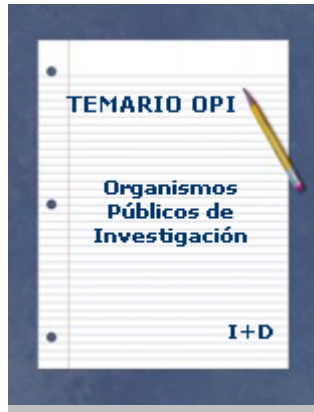 TEMARIO OPI
Organismos
Públicos de
Investigación
I+D